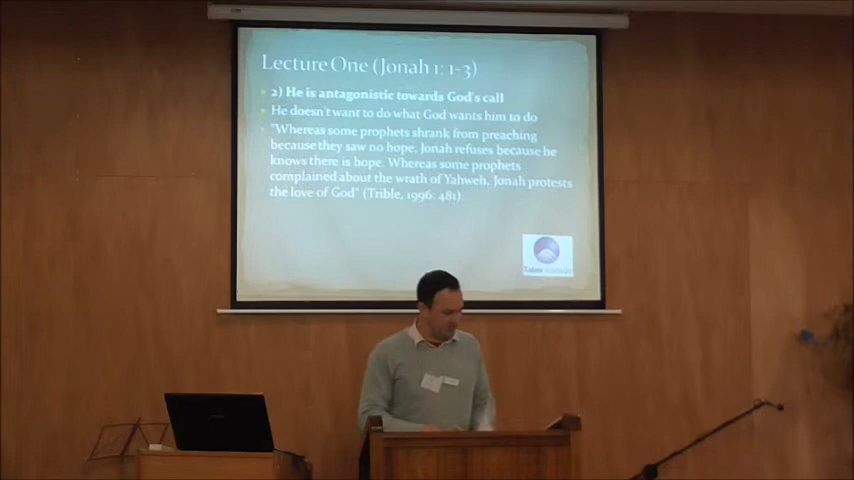 Lecture One (Jonah 1: 1-3)
2) He is antagonistic towards God's call
He doesn't want to do what God wants him to do
"Whereas some prophets shrank from preaching
because they saw no hope, Jonah refuses because he
knows there is hope. Whereas some prophets
complained about the wrath of Yahweh, Jonah protests
the love of God" (Trible, 1996: 481).
Tabor